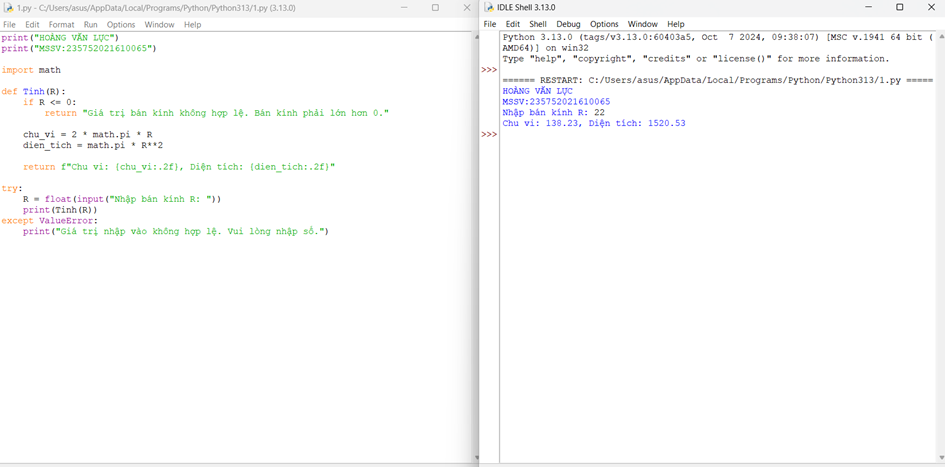 1.py - C:/Users/asus/AppData/Local/Programs/Python/Python313/1.py (3.13.0)
File Edit Format Run Options Window Help
print("HOÀNG VĂN LỰC")
print("MSSV:235752021610065")
import math
def Tinh(R):
    if R <= 0:
        return "Giá trị bán kính không hợp lệ. Bán kính phải lớn hơn 0."
    chu_vi = 2 * math.pi * R
    dien_tich = math.pi * R**2
    return f"Chu vi: {chu_vi:.2f}, Diện tích: {dien_tich:.2f}"
try:
    R = float(input("Nhập bán kính R: "))
    print(Tinh(R))
except ValueError:
    print("Giá trị nhập vào không hợp lệ. Vui lòng nhập số.")
IDLE Shell 3.13.0
File Edit Shell Debug Options Window Help
Python 3.13.0 (tags/v3.13.0:60403a5, Oct  7 2024, 09:38:07) [MSC v.1941 64 bit (
AMD64)] on win32
Type "help", "copyright", "credits" or "license()" for more information.
>>>
====== RESTART: C:/Users/asus/AppData/Local/Programs/Python/Python313/1.py =====
HOÀNG VĂN LỰC
MSSV:235752021610065
Nhập bán kính R: 22
Chu vi: 138.23, Diện tích: 1520.53
>>>